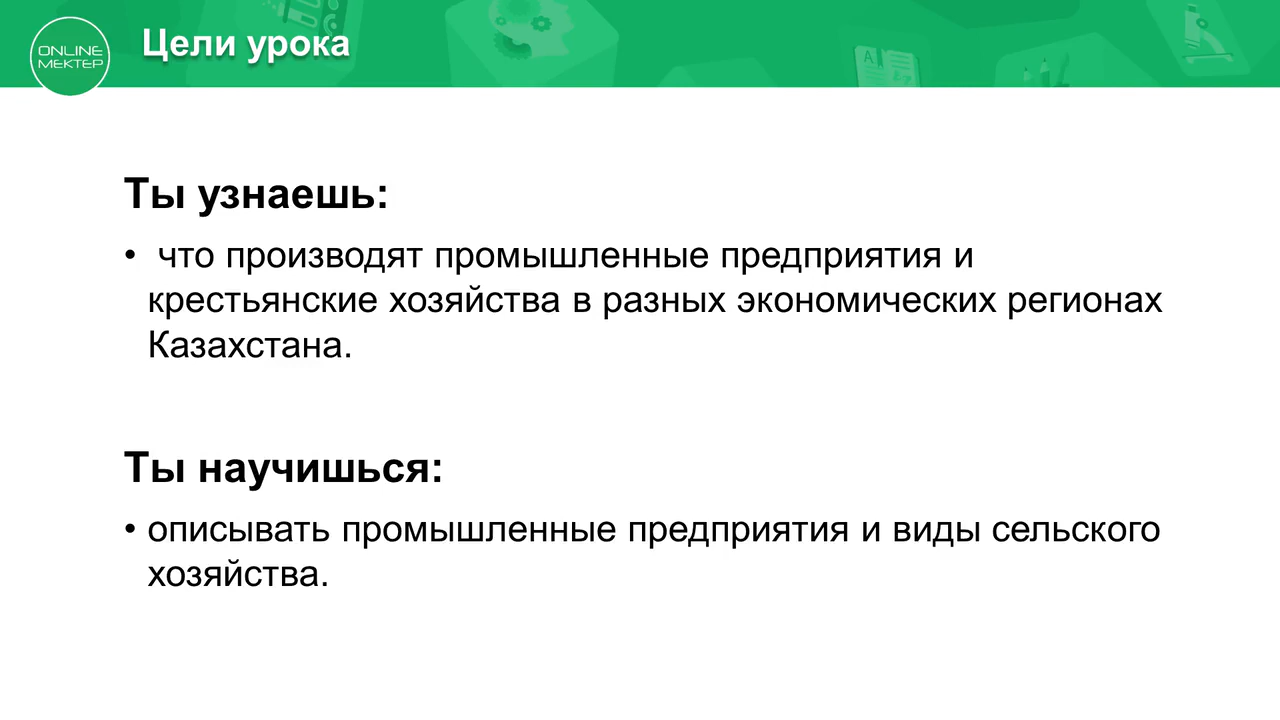 ONLINE
МЕКТЕР
Цели урока
Ты узнаешь:
• что производят промышленные предприятия и
крестьянские хозяйства в разных экономических регионах
Казахстана.
Ты научишься:
• описывать промышленные предприятия и виды сельского
хозяйства.